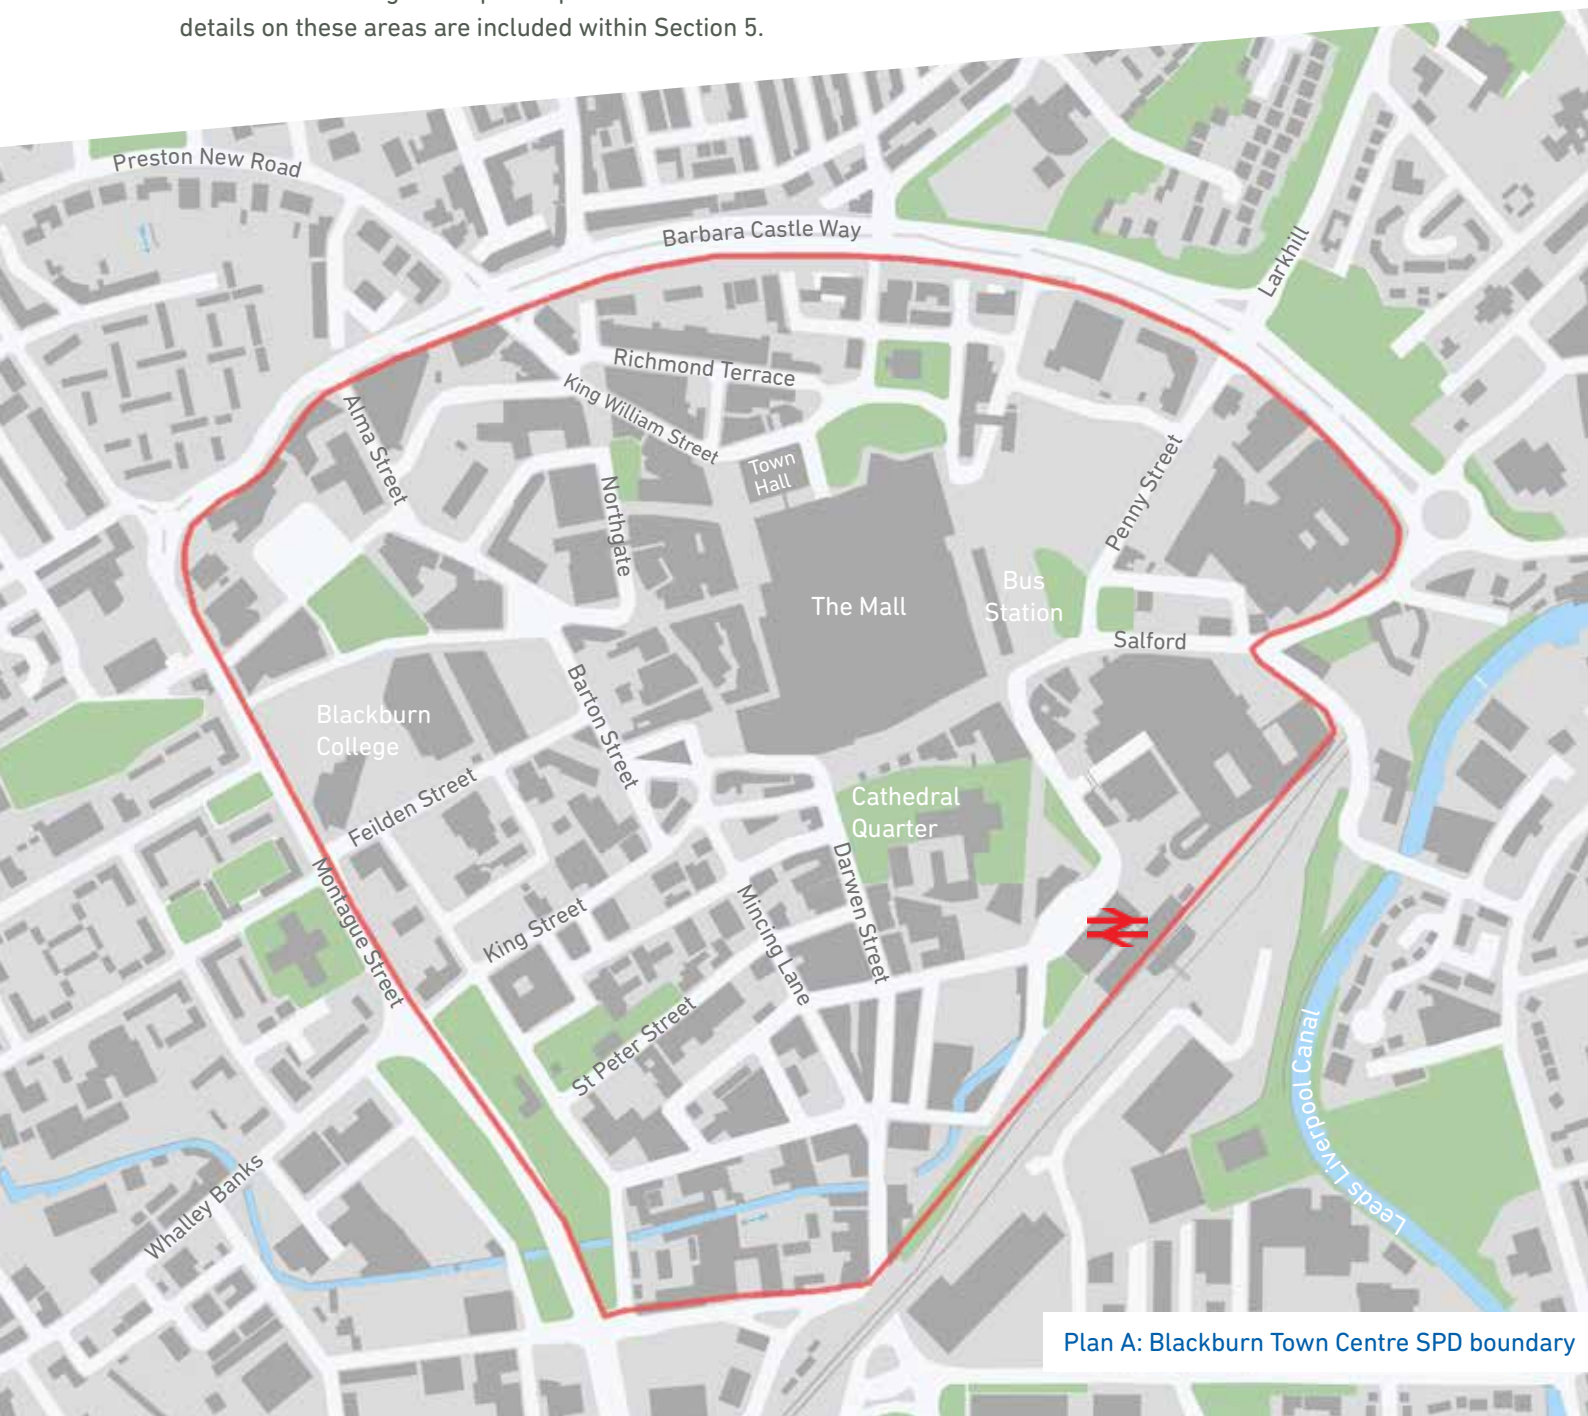 details on these areas are included within Section 5.
Preston New Road
Barbara Castle Way
Larkhill
Richmond Terrace
King William Street
Alma Street
Town
Hall
Northgate
Penny Street
Bus
Station
The Mall
Salford
Barton Street
Blackburn
College
Feilden Street
Cathedral
Quarter
Montague Street
Darwen Street
King Street
Mincing Lane
St Peter Street
Leeds Liverpool Canal
Whalley Banks
Plan A: Blackburn Town Centre SPD boundary